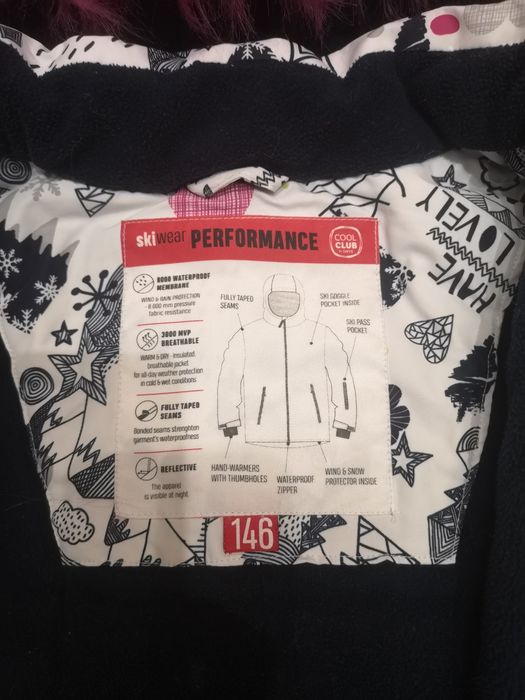 HAVE
LOVELY
skiwear PERFORMANCE
COOL
CLUB
8000 WATERPROOF
MEMBRANE
WIND & RAIN PROTECTION
8 000 mm pressure
fabric resistance
3000 MVP
BREATHABLE
WARM & DRY - insulated,
breathable jacket
for all-day weather protection
in cold & wet conditions
FULLY TAPED
SEAMS
Bonded seams strenghten
garment's waterproofness
REFLECTIVE
The apparel
is visible at night
FULLY TAPED
SEAMS
SKI GOGGLE
POCKET INSIDE
SKI PASS
POCKET
HAND-WARMERS
WITH THUMBHOLES
WATERPROOF
ZIPPER
WIND & SNOW
PROTECTOR INSIDE
146